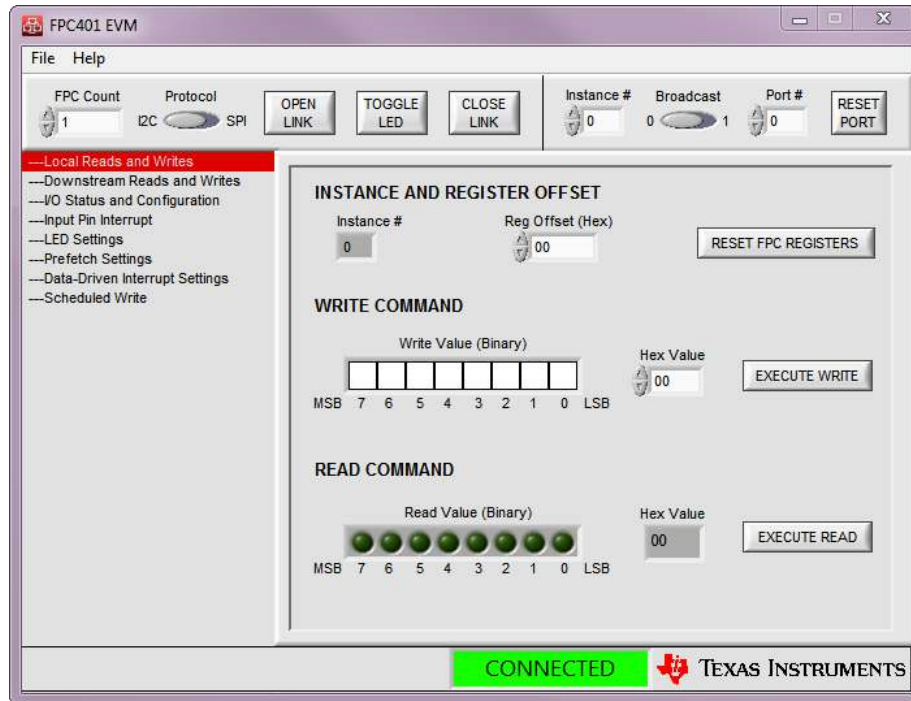 FPC401 EVM
File Help
FPC Count Protocol Instance # Broadcast Port #
1 I2C SPI OPEN LINK TOGGLE LED CLOSE LINK 0 0 1 0 RESET PORT
---Local Reads and Writes
---Downstream Reads and Writes
---I/O Status and Configuration
---Input Pin Interrupt
---LED Settings
---Prefetch Settings
---Data-Driven Interrupt Settings
---Scheduled Write
INSTANCE AND REGISTER OFFSET
Instance # Reg Offset (Hex)
0 00 RESET FPC REGISTERS
WRITE COMMAND
Write Value (Binary) Hex Value
00 EXECUTE WRITE
MSB 7 6 5 4 3 2 1 0 LSB
READ COMMAND
Read Value (Binary) Hex Value
00 EXECUTE READ
MSB 7 6 5 4 3 2 1 0 LSB
CONNECTED TEXAS INSTRUMENTS